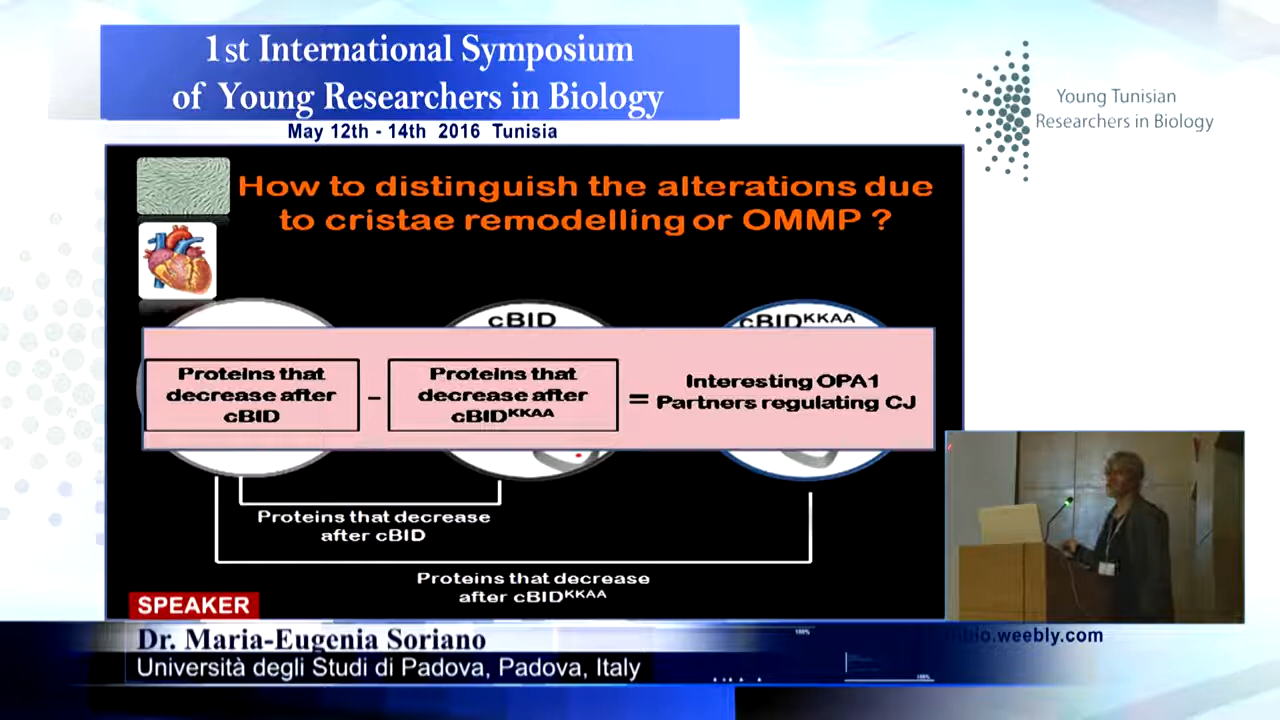 1st International Symposium
of Young Researchers in Biology
May 12th - 14th 2016 Tunisia
Young Tunisian
Researchers in Biology
How to distinguish the alterations due
to cristae remodelling or OMMP ?
cBID
cBIDKKAA
Proteins that
decrease after
cBID
–
Proteins that
decrease after
cBIDKKAA
=
Interesting OPA1
Partners regulating CJ
Proteins that decrease
after cBID
Proteins that decrease
after cBIDKKAA
SPEAKER
Dr. Maria-Eugenia Soriano
Università degli Studi di Padova, Padova, Italy
bio.weebly.com
100%
100%